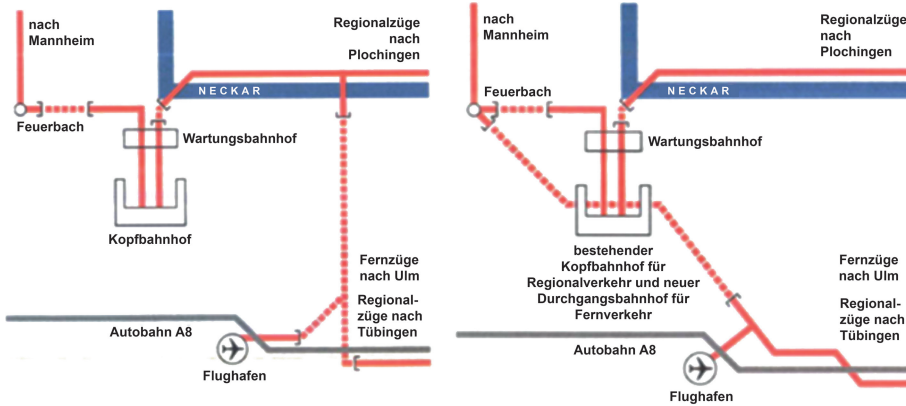 nach
Mannheim
Regionalzüge
nach
Plochingen
NECKAR
Feuerbach
Wartungsbahnhof
Kopfbahnhof
Fernzüge
nach Ulm
Regional-
züge nach
Tübingen
Autobahn A8
Flughafen
nach
Mannheim
Regionalzüge
nach
Plochingen
Feuerbach
NECKAR
Wartungsbahnhof
bestehender
Kopfbahnhof für
Regionalverkehr und neuer
Durchgangsbahnhof für
Fernverkehr
Fernzüge
nach Ulm
Regional-
züge nach
Tübingen
Autobahn A8
Flughafen